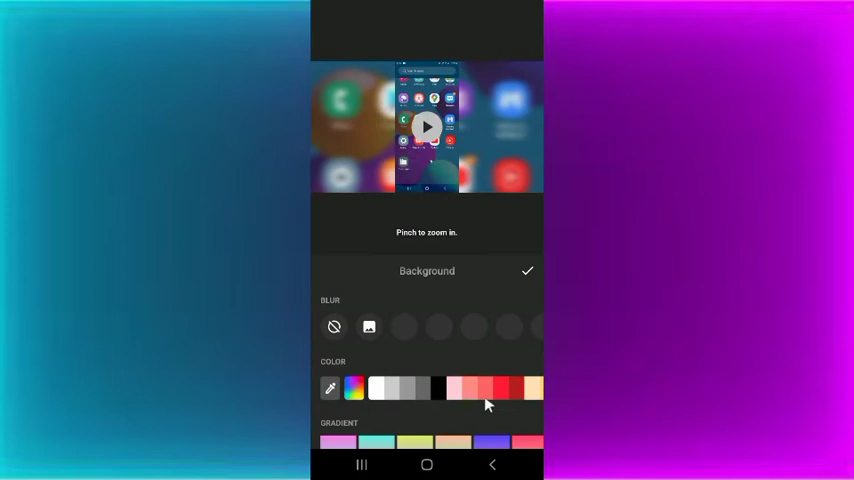 Pinch to zoom in.
Background
BLUR
COLOR
GRADIENT